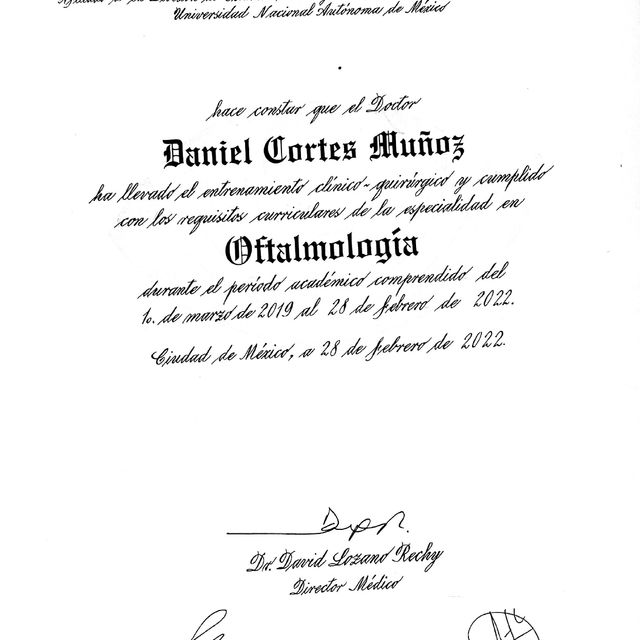 Universidad Nacional Autónoma de México
hace constar que el Doctor
Daniel Cortes Muñoz
ha llevado el entrenamiento clínico-quirúrgico y cumplido
con los requisitos curriculares de la especialidad en
Oftalmología
durante el período académico comprendido del
1o. de marzo de 2019 al 28 de febrero de 2022.
Ciudad de México, a 28 de febrero de 2022.
Dr. David Lozano Rechy
Director Médico